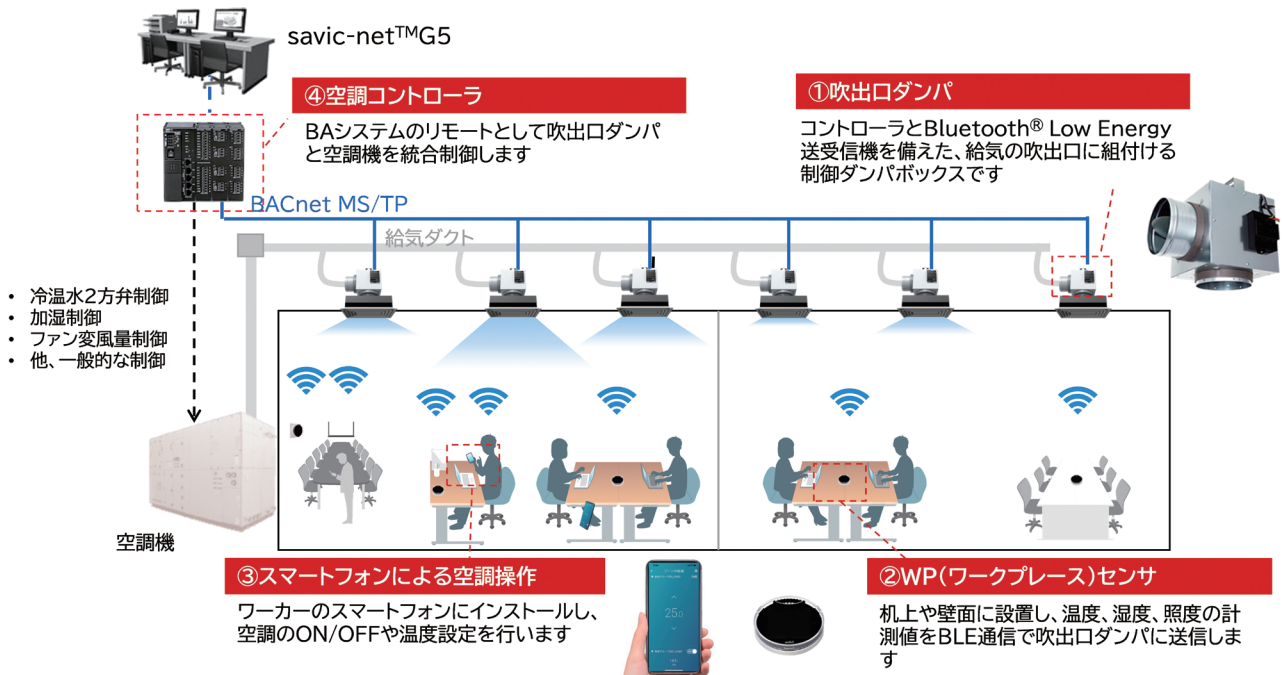 savic-net™G5
④空調コントローラ
BAシステムのリモートとして吹出口ダンパ
と空調機を統合制御します
①吹出口ダンパ
コントローラとBluetooth® Low Energy
送受信機を備えた、給気の吹出口に組付ける
制御ダンパボックスです
BACnet MS/TP
給気ダクト
• 冷温水2方弁制御
• 加湿制御
• ファン変風量制御
• 他、一般的な制御
空調機
③スマートフォンによる空調操作
ワーカーのスマートフォンにインストールし、
空調のON/OFFや温度設定を行います
25.0
②WP(ワークプレース)センサ
机上や壁面に設置し、温度、湿度、照度の計
測値をBLE通信で吹出口ダンパに送信しま
す